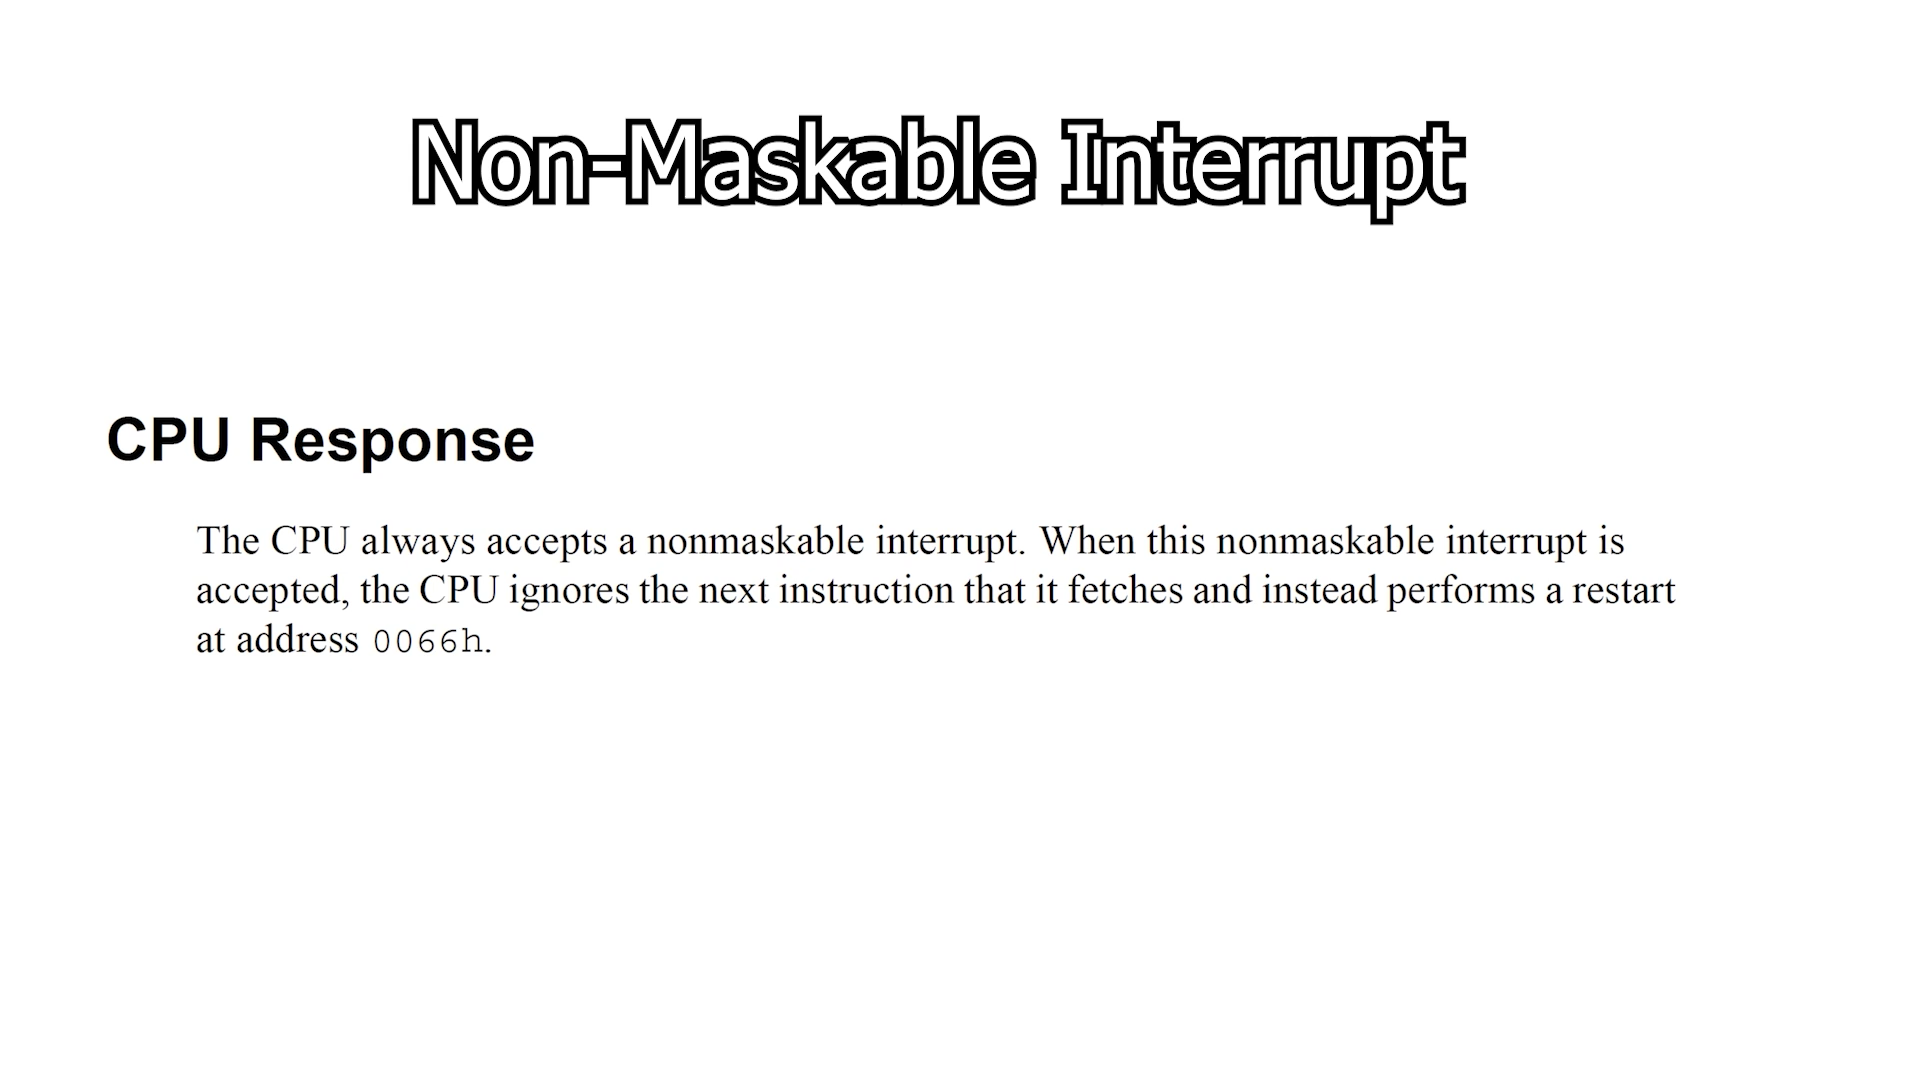 Non-Maskable Interrupt
CPU Response
The CPU always accepts a nonmaskable interrupt. When this nonmaskable interrupt is
accepted, the CPU ignores the next instruction that it fetches and instead performs a restart
at address 0066h.